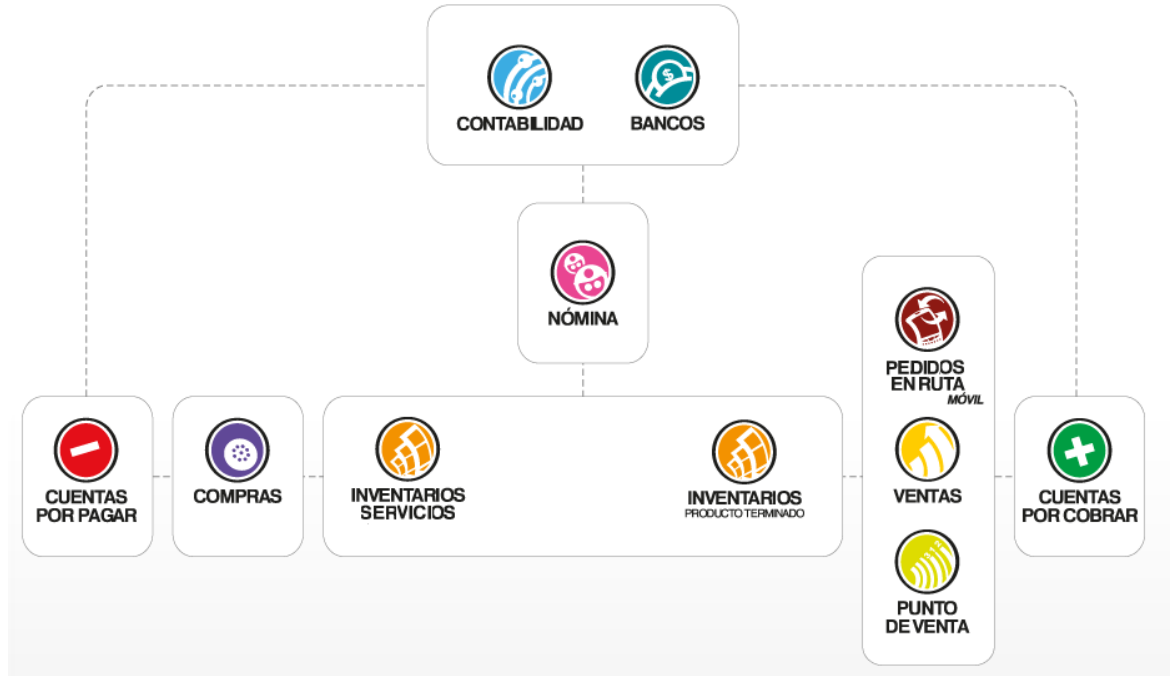 CONTABILIDAD
BANCOS
$
NÓMINA
PEDIDOS
EN RUTA
MÓVIL
CUENTAS
POR PAGAR
COMPRAS
INVENTARIOS
SERVICIOS
INVENTARIOS
PRODUCTO TERMINADO
VENTAS
CUENTAS
POR COBRAR
PUNTO
DE VENTA